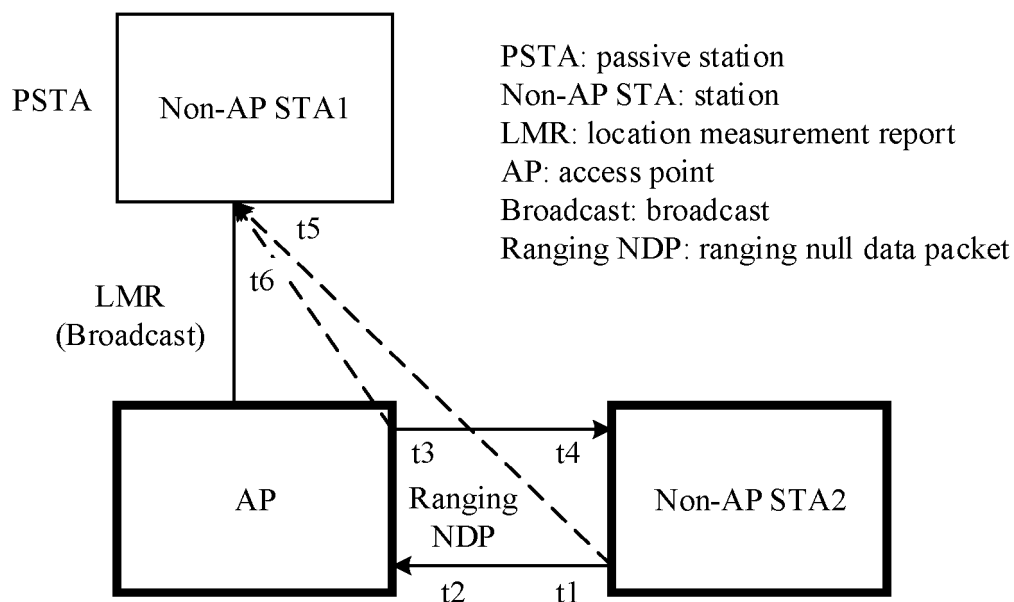 PSTA
Non-AP STA1
PSTA: passive station
Non-AP STA: station
LMR: location measurement report
AP: access point
Broadcast: broadcast
Ranging NDP: ranging null data packet
t5
t6
LMR
(Broadcast)
t3
t4
AP
Ranging
NDP
Non-AP STA2
t2
t1